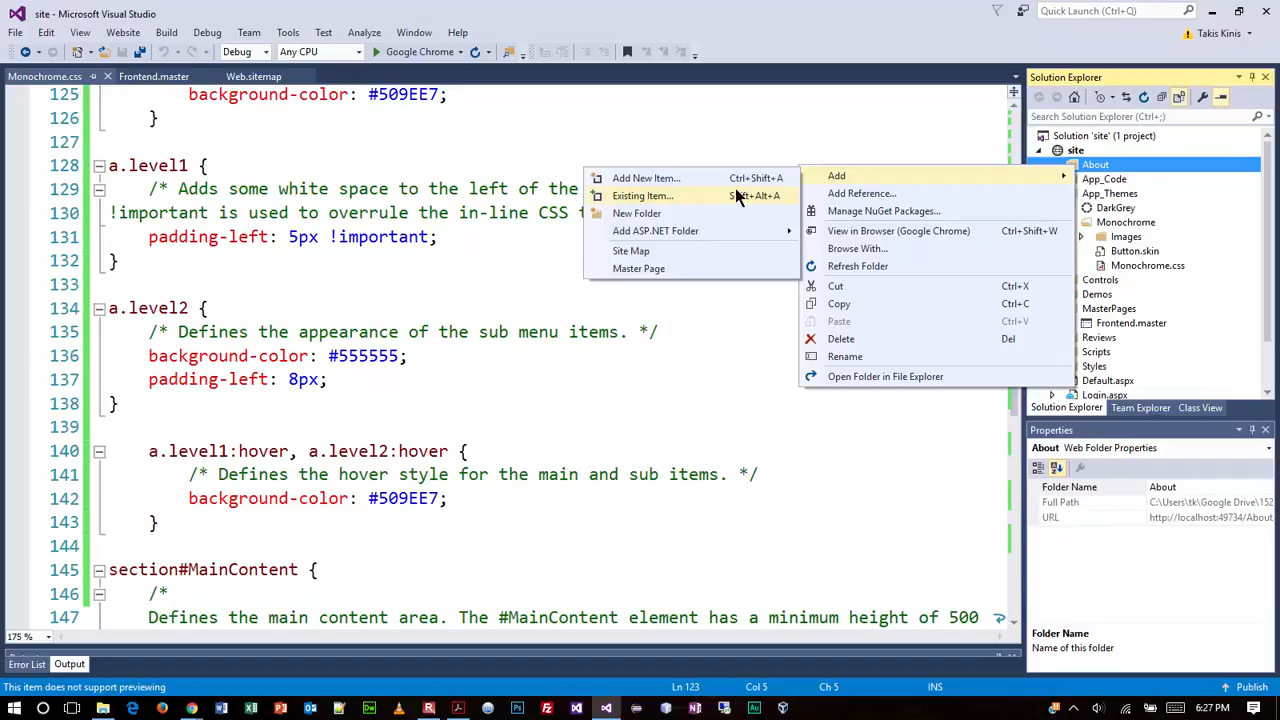 site - Microsoft Visual Studio
Quick Launch (Ctrl+Q)
File Edit View Website Build Debug Team Tools Test Analyze Window Help
Takis Kinis
Debug Any CPU Google Chrome
Monochrome.css Frontend.master Web.sitemap
125 background-color: #509EE7;
126 }
127
128 a.level1 {
129 /* Adds some white space to the left of the
130 !important is used to overrule the in-line CSS
131 padding-left: 5px !important;
132 }
133
134 a.level2 {
135 /* Defines the appearance of the sub menu items. */
136 background-color: #555555;
137 padding-left: 8px;
138 }
139
140 a.level1:hover, a.level2:hover {
141 /* Defines the hover style for the main and sub items. */
142 background-color: #509EE7;
143 }
144
145 section#MainContent {
146 /*
147 Defines the main content area. The #MainContent element has a minimum height of 500
175 %
Add New Item... Ctrl+Shift+A
Existing Item... Shift+Alt+A
New Folder
Add ASP.NET Folder
Site Map
Master Page
Add
Add Reference...
Manage NuGet Packages...
View in Browser (Google Chrome) Ctrl+Shift+W
Browse With...
Refresh Folder
Cut Ctrl+X
Copy Ctrl+C
Paste Ctrl+V
Delete Del
Rename
Open Folder in File Explorer
Solution Explorer
Search Solution Explorer (Ctrl+;)
Solution 'site' (1 project)
site
About
App_Code
App_Themes
DarkGrey
Monochrome
Images
Button.skin
Monochrome.css
Controls
Demos
MasterPages
Frontend.master
Reviews
Scripts
Styles
Default.aspx
Login.aspx
Solution Explorer Team Explorer Class View
Properties
About Web Folder Properties
Folder Name About
Full Path C:\Users\tk\Google Drive\152
URL http://localhost:49734/About
Folder Name
Name of this folder
Error List Output
This item does not support previewing Ln 123 Col 5 Ch 5 INS Publish
6:27 PM